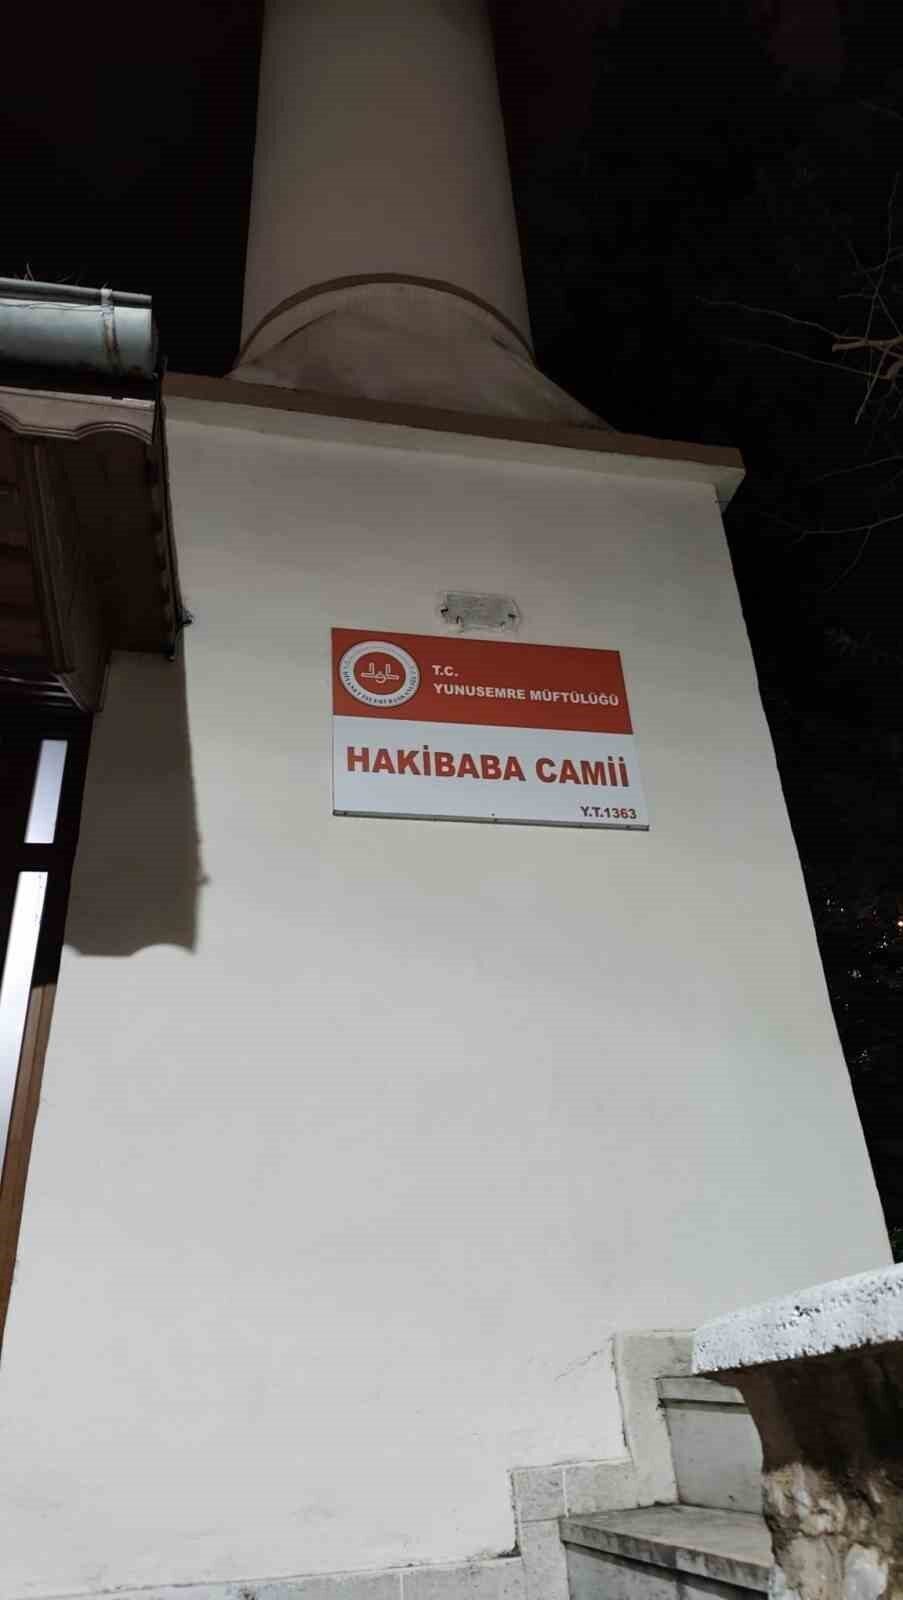 T.C.
YUNUSEMRE MÜFTÜLÜĞÜ
HAKİBABA CAMİİ
Y.T.1363